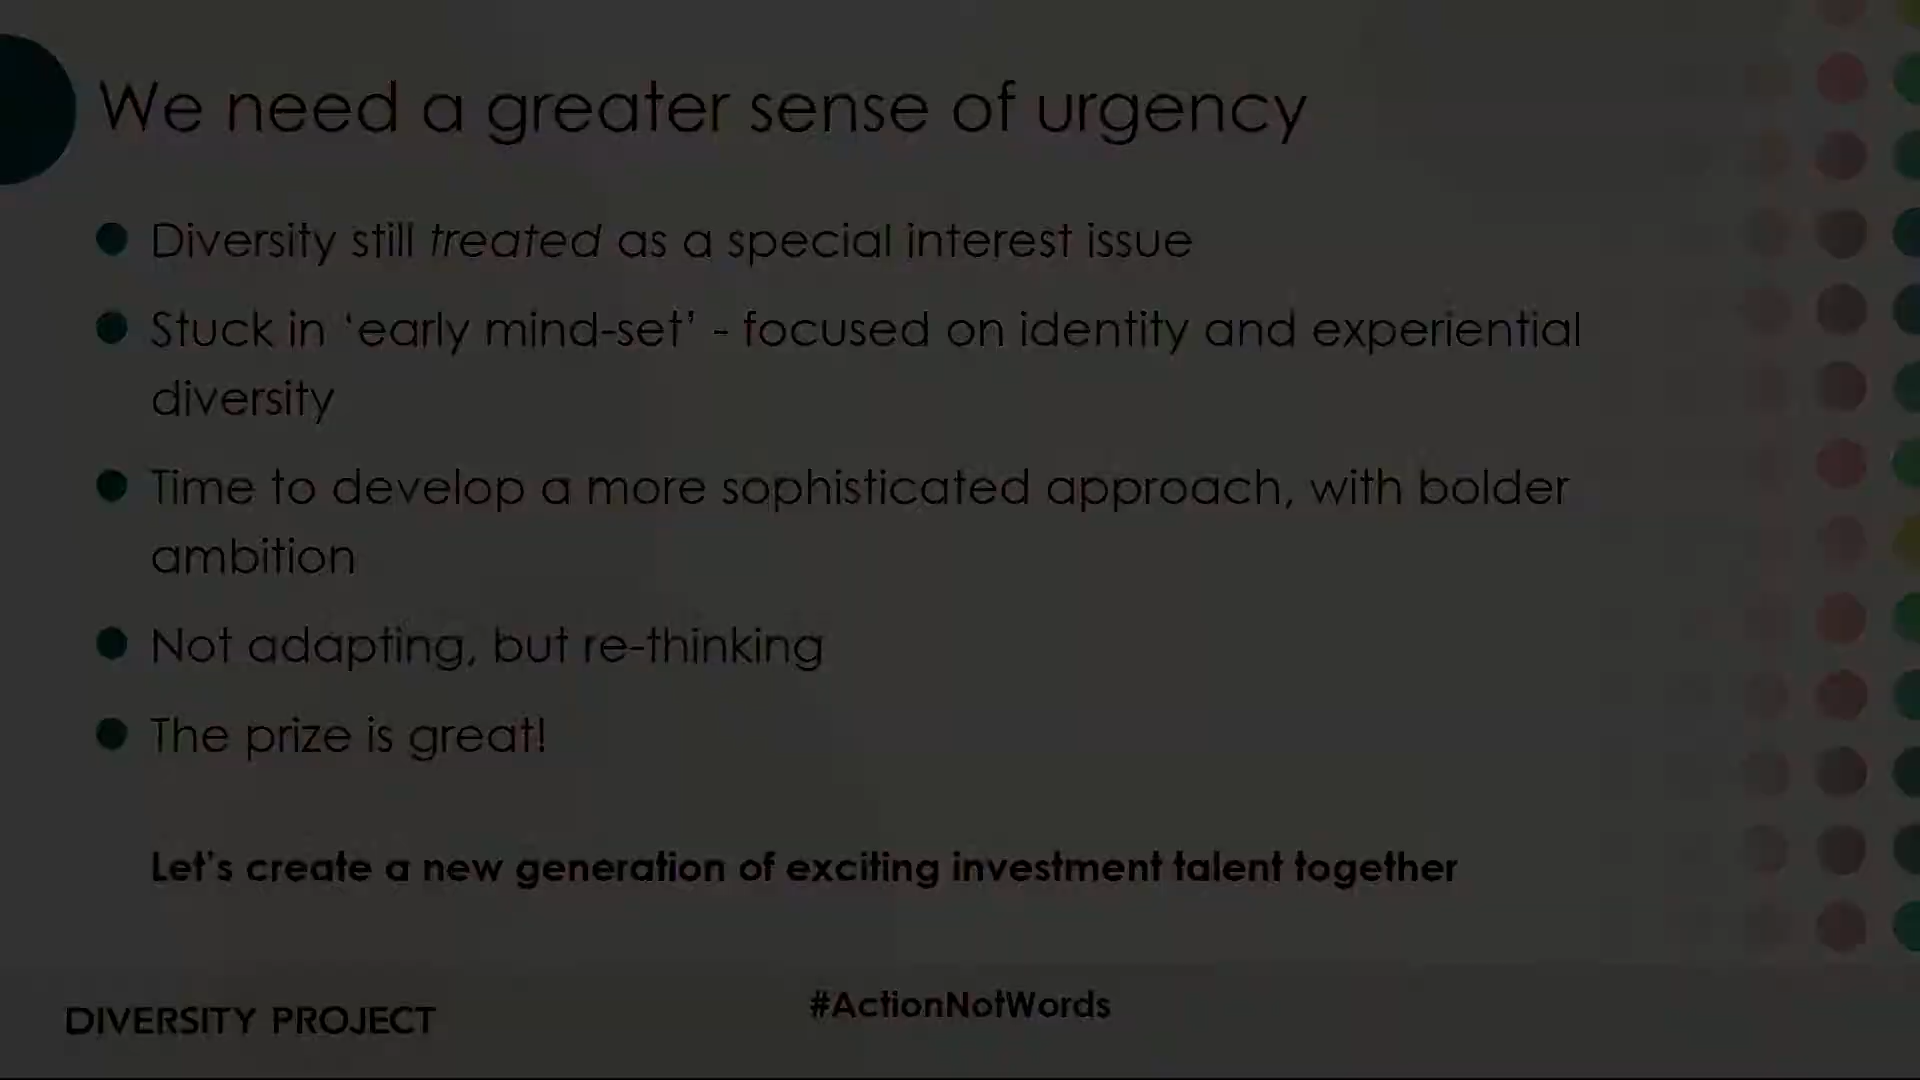 We need a greater sense of urgency
Diversity still treated as a special interest issue
Stuck in ‘early mind-set’ - focused on identity and experiential
diversity
Time to develop a more sophisticated approach, with bolder
ambition
Not adapting, but re-thinking
The prize is great!
Let’s create a new generation of exciting investment talent together
#ActionNotWords
DIVERSITY PROJECT